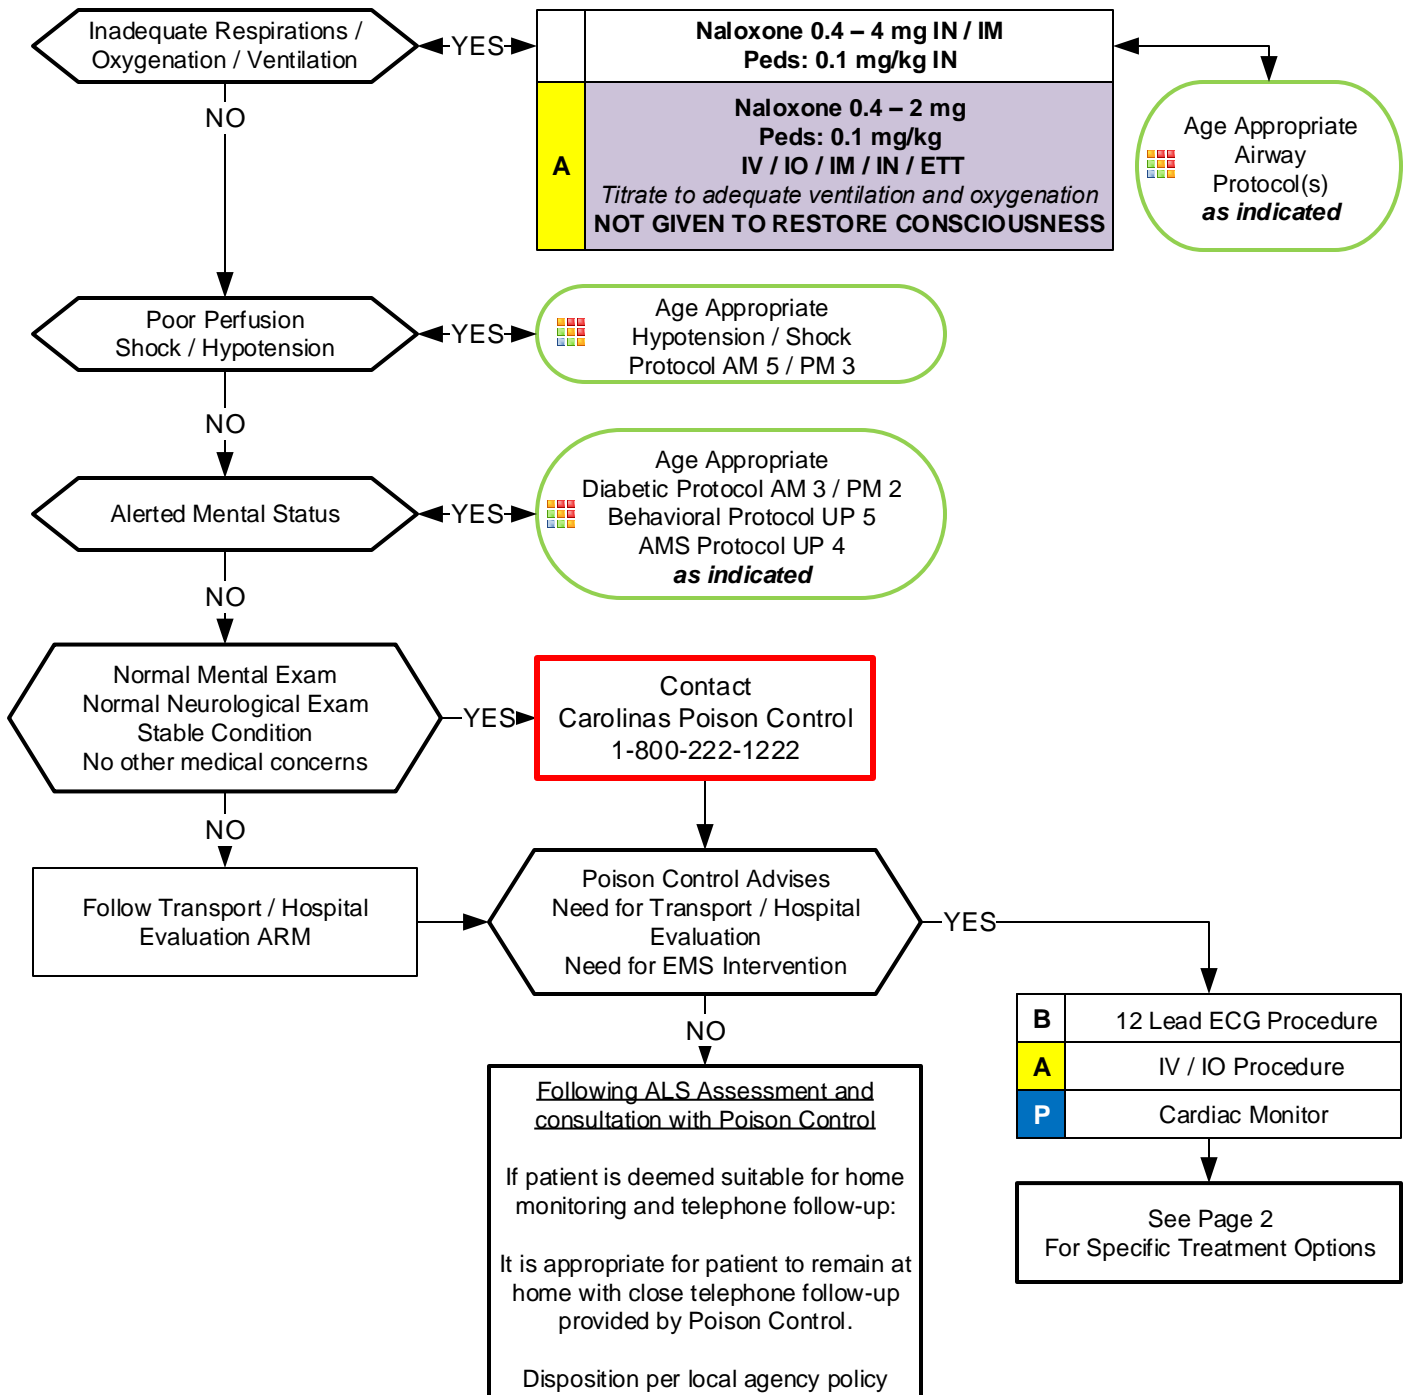 Inadequate Respirations /
Oxygenation / Ventilation
YES
Naloxone 0.4 – 4 mg IN / IM
Peds: 0.1 mg/kg IN
A
Naloxone 0.4 – 2 mg
Peds: 0.1 mg/kg
IV / IO / IM / IN / ETT
Titrate to adequate ventilation and oxygenation
NOT GIVEN TO RESTORE CONSCIOUSNESS
Age Appropriate
Airway
Protocol(s)
as indicated
NO
Poor Perfusion
Shock / Hypotension
YES
Age Appropriate
Hypotension / Shock
Protocol AM 5 / PM 3
NO
Alerted Mental Status
YES
Age Appropriate
Diabetic Protocol AM 3 / PM 2
Behavioral Protocol UP 5
AMS Protocol UP 4
as indicated
NO
Normal Mental Exam
Normal Neurological Exam
Stable Condition
No other medical concerns
YES
Contact
Carolinas Poison Control
1-800-222-1222
NO
Follow Transport / Hospital
Evaluation ARM
Poison Control Advises
Need for Transport / Hospital
Evaluation
Need for EMS Intervention
YES
B
12 Lead ECG Procedure
A
IV / IO Procedure
P
Cardiac Monitor
See Page 2
For Specific Treatment Options
NO
Following ALS Assessment and
consultation with Poison Control
If patient is deemed suitable for home
monitoring and telephone follow-up:
It is appropriate for patient to remain at
home with close telephone follow-up
provided by Poison Control.
Disposition per local agency policy